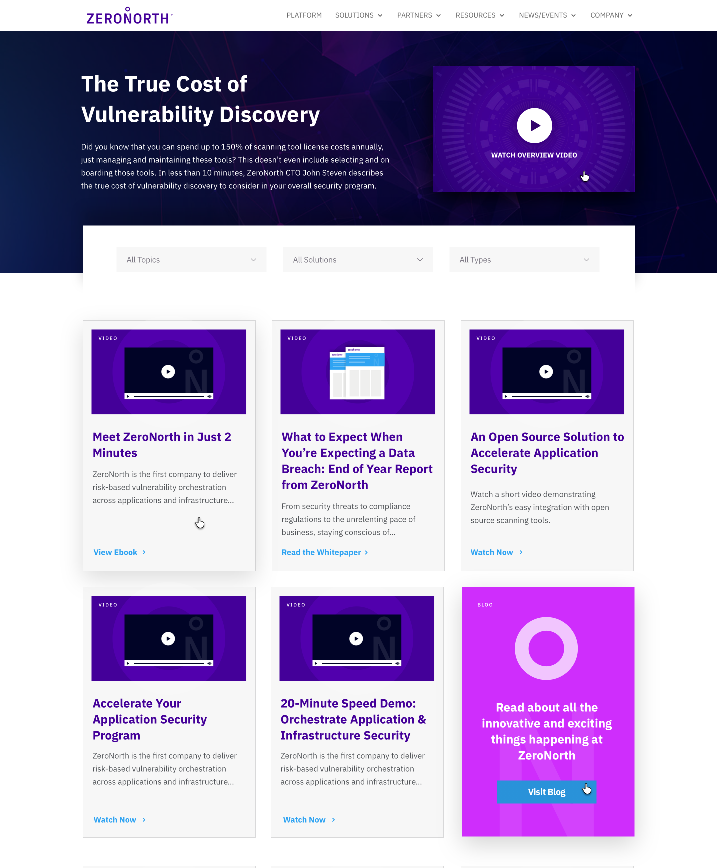 ZERONORTH
PLATFORM SOLUTIONS PARTNERS RESOURCES NEWS/EVENTS COMPANY
The True Cost of
Vulnerability Discovery
Did you know that you can spend up to 150% of scanning tool license costs annually,
just managing and maintaining these tools? This doesn't even include selecting and on
boarding those tools. In less than 10 minutes, ZeroNorth CTO John Steven describes
the true cost of vulnerability discovery to consider in your overall security program.
WATCH OVERVIEW VIDEO
All Topics All Solutions All Types
VIDEO
Meet ZeroNorth in Just 2
Minutes
ZeroNorth is the first company to deliver
risk-based vulnerability orchestration
across applications and infrastructure...
View Ebook
VIDEO
What to Expect When
You're Expecting a Data
Breach: End of Year Report
from ZeroNorth
From security threats to compliance
regulations to the unrelenting pace of
business, staying conscious of...
Read the Whitepaper
VIDEO
An Open Source Solution to
Accelerate Application
Security
Watch a short video demonstrating
ZeroNorth's easy integration with open
source scanning tools.
Watch Now
VIDEO
Accelerate Your
Application Security
Program
ZeroNorth is the first company to deliver
risk-based vulnerability orchestration
across applications and infrastructure...
Watch Now
VIDEO
20-Minute Speed Demo:
Orchestrate Application &
Infrastructure Security
ZeroNorth is the first company to deliver
risk-based vulnerability orchestration
across applications and infrastructure...
Watch Now
BLOG
Read about all the
innovative and exciting
things happening at
ZeroNorth
Visit Blog